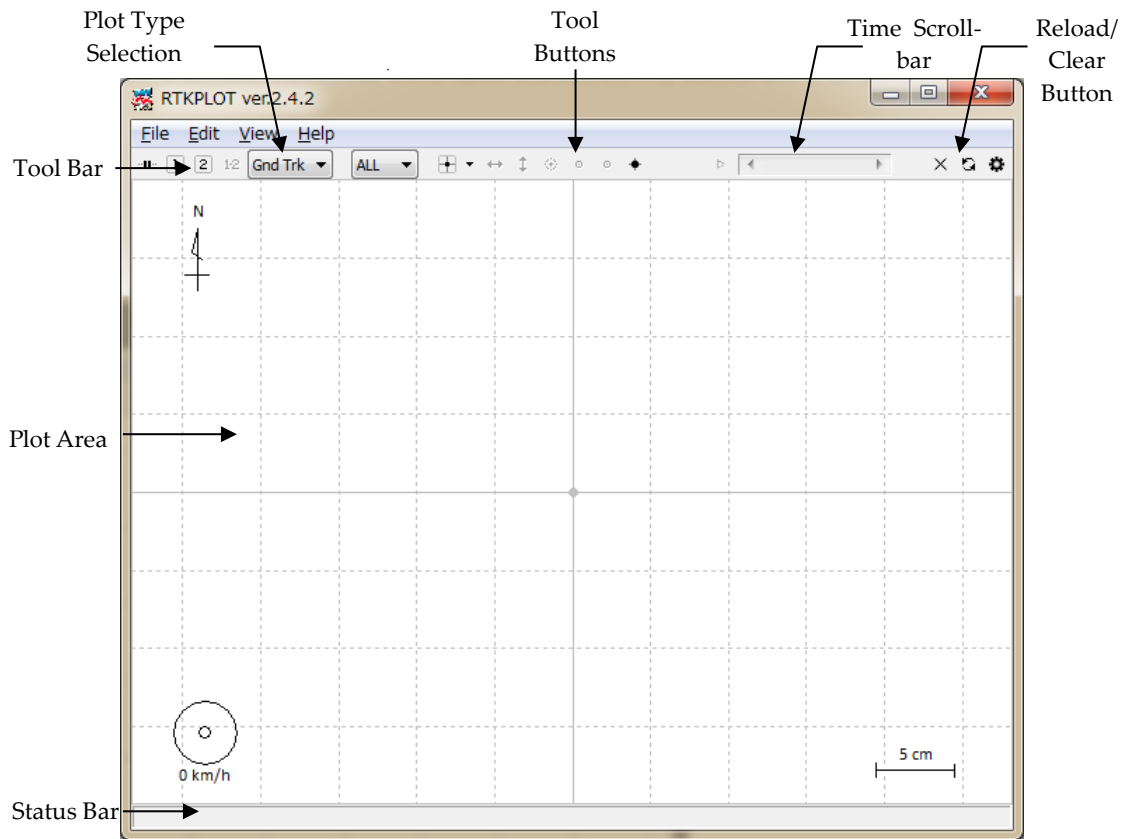 Plot Type
Selection
Tool
Buttons
Time Scroll-
bar
Reload/
Clear
Button
RTKPLOT ver.2.4.2
File Edit View Help
Tool Bar
1 2 1-2 Gnd Trk ALL
N
Plot Area
5 cm
0 km/h
Status Bar